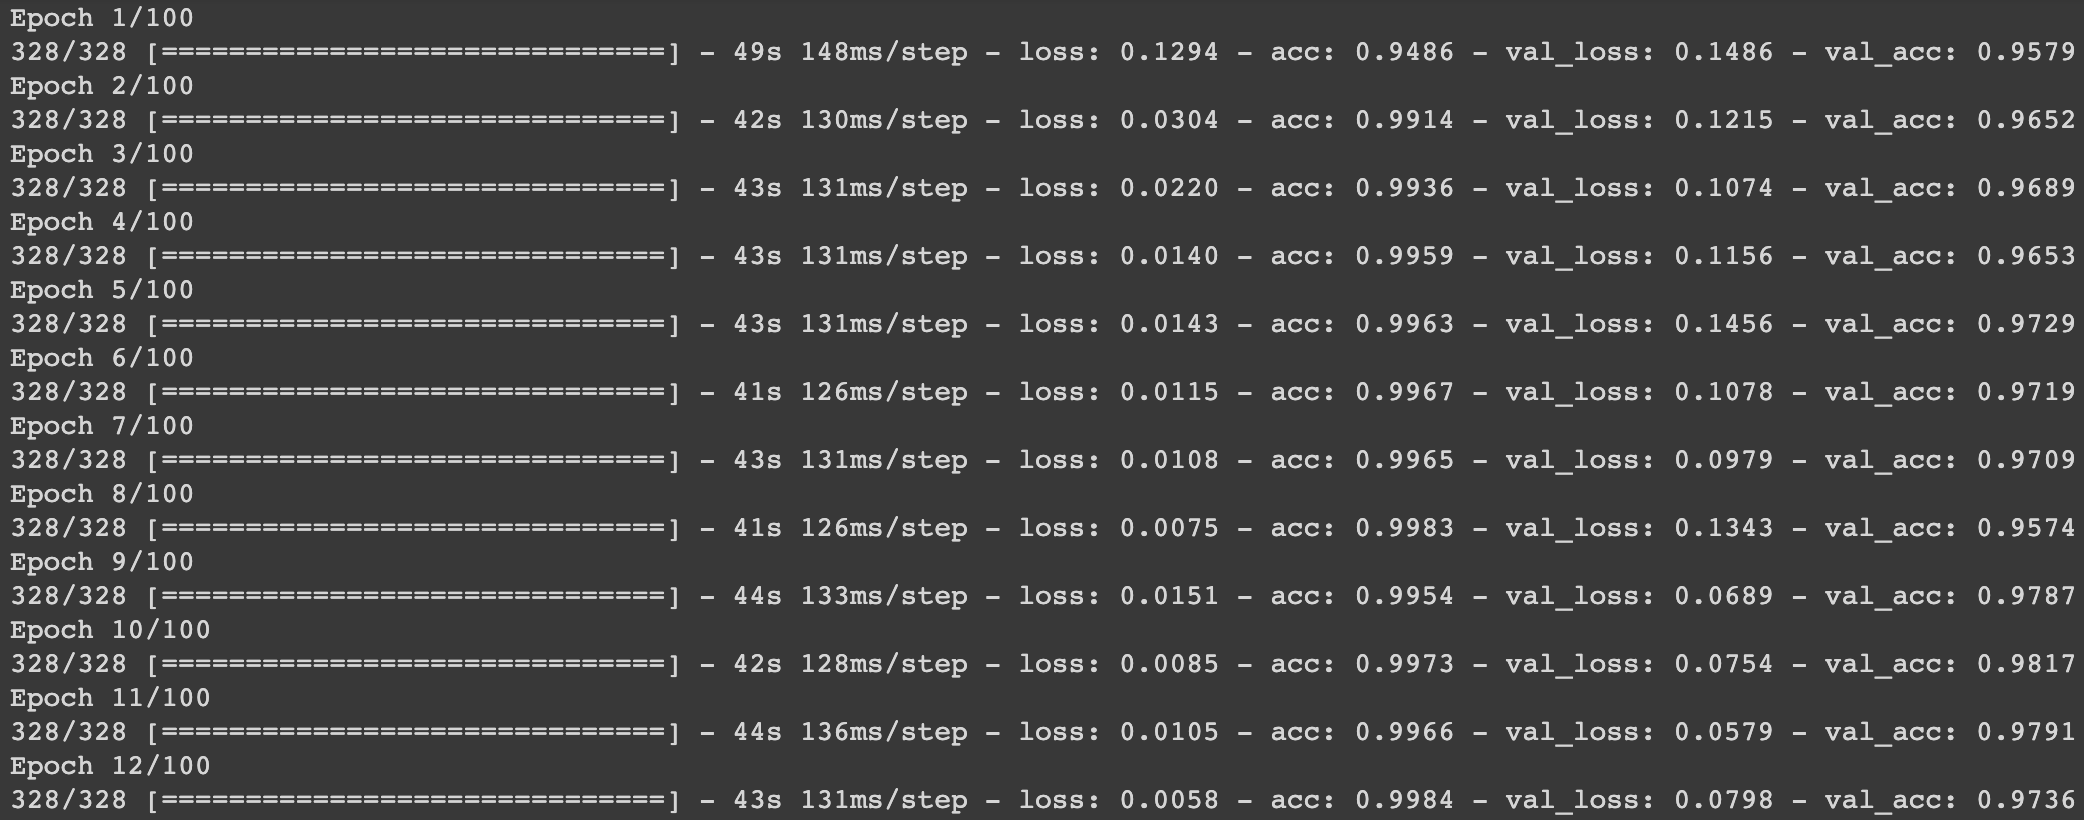 Epoch 1/100
328/328 [==============================] - 49s 148ms/step - loss: 0.1294 - acc: 0.9486 - val_loss: 0.1486 - val_acc: 0.9579
Epoch 2/100
328/328 [==============================] - 42s 130ms/step - loss: 0.0304 - acc: 0.9914 - val_loss: 0.1215 - val_acc: 0.9652
Epoch 3/100
328/328 [==============================] - 43s 131ms/step - loss: 0.0220 - acc: 0.9936 - val_loss: 0.1074 - val_acc: 0.9689
Epoch 4/100
328/328 [==============================] - 43s 131ms/step - loss: 0.0140 - acc: 0.9959 - val_loss: 0.1156 - val_acc: 0.9653
Epoch 5/100
328/328 [==============================] - 43s 131ms/step - loss: 0.0143 - acc: 0.9963 - val_loss: 0.1456 - val_acc: 0.9729
Epoch 6/100
328/328 [==============================] - 41s 126ms/step - loss: 0.0115 - acc: 0.9967 - val_loss: 0.1078 - val_acc: 0.9719
Epoch 7/100
328/328 [==============================] - 43s 131ms/step - loss: 0.0108 - acc: 0.9965 - val_loss: 0.0979 - val_acc: 0.9709
Epoch 8/100
328/328 [==============================] - 41s 126ms/step - loss: 0.0075 - acc: 0.9983 - val_loss: 0.1343 - val_acc: 0.9574
Epoch 9/100
328/328 [==============================] - 44s 133ms/step - loss: 0.0151 - acc: 0.9954 - val_loss: 0.0689 - val_acc: 0.9787
Epoch 10/100
328/328 [==============================] - 42s 128ms/step - loss: 0.0085 - acc: 0.9973 - val_loss: 0.0754 - val_acc: 0.9817
Epoch 11/100
328/328 [==============================] - 44s 136ms/step - loss: 0.0105 - acc: 0.9966 - val_loss: 0.0579 - val_acc: 0.9791
Epoch 12/100
328/328 [==============================] - 43s 131ms/step - loss: 0.0058 - acc: 0.9984 - val_loss: 0.0798 - val_acc: 0.9736